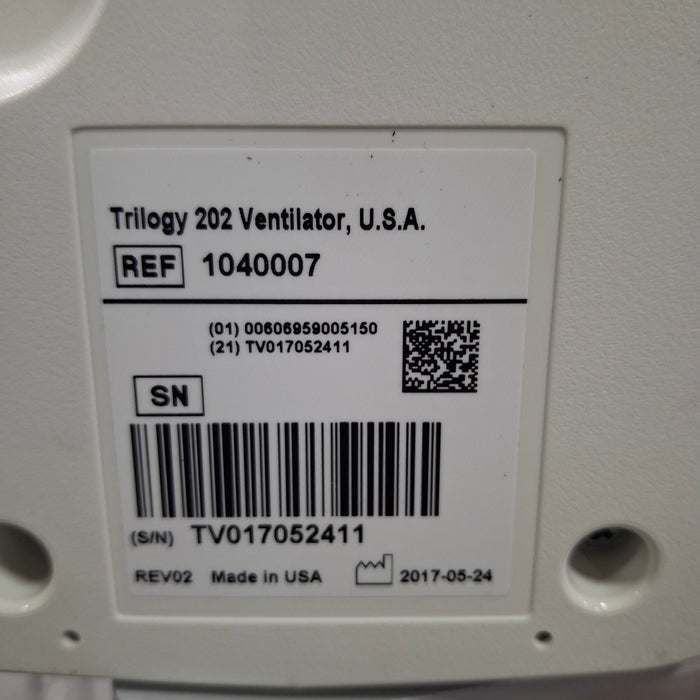 Trilogy 202 Ventilator, U.S.A.
REF 1040007
(01) 00606959005150
(21) TV017052411
SN
(S/N) TV017052411
REV02 Made in USA 2017-05-24